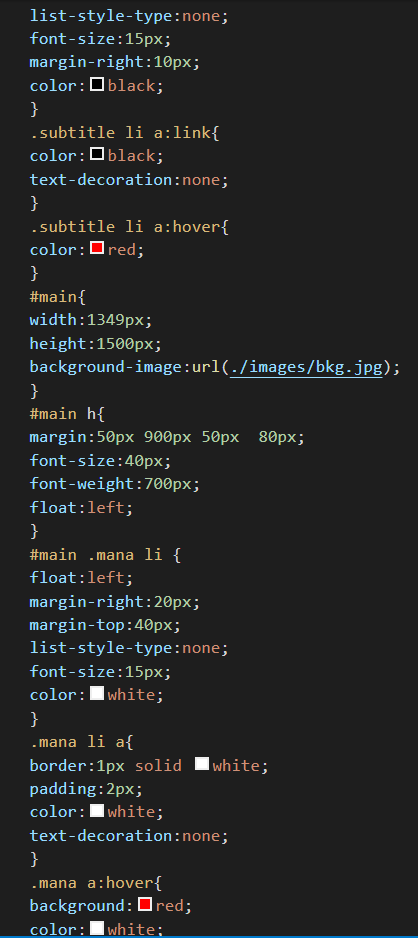 list-style-type:none;
font-size:15px;
margin-right:10px;
color:black;
}
.subtitle li a:link{
color:black;
text-decoration:none;
}
.subtitle li a:hover{
color:red;
}
#main{
width:1349px;
height:1500px;
background-image:url(./images/bkg.jpg);
}
#main h{
margin:50px 900px 50px  80px;
font-size:40px;
font-weight:700px;
float:left;
}
#main .mana li {
float:left;
margin-right:20px;
margin-top:40px;
list-style-type:none;
font-size:15px;
color:white;
}
.mana li a{
border:1px solid white;
padding:2px;
color:white;
text-decoration:none;
}
.mana a:hover{
background:red;
color:white;